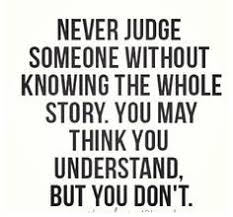 NEVER JUDGE
SOMEONE WITHOUT
KNOWING THE WHOLE
STORY. YOU MAY
THINK YOU
UNDERSTAND,
BUT YOU DON'T.